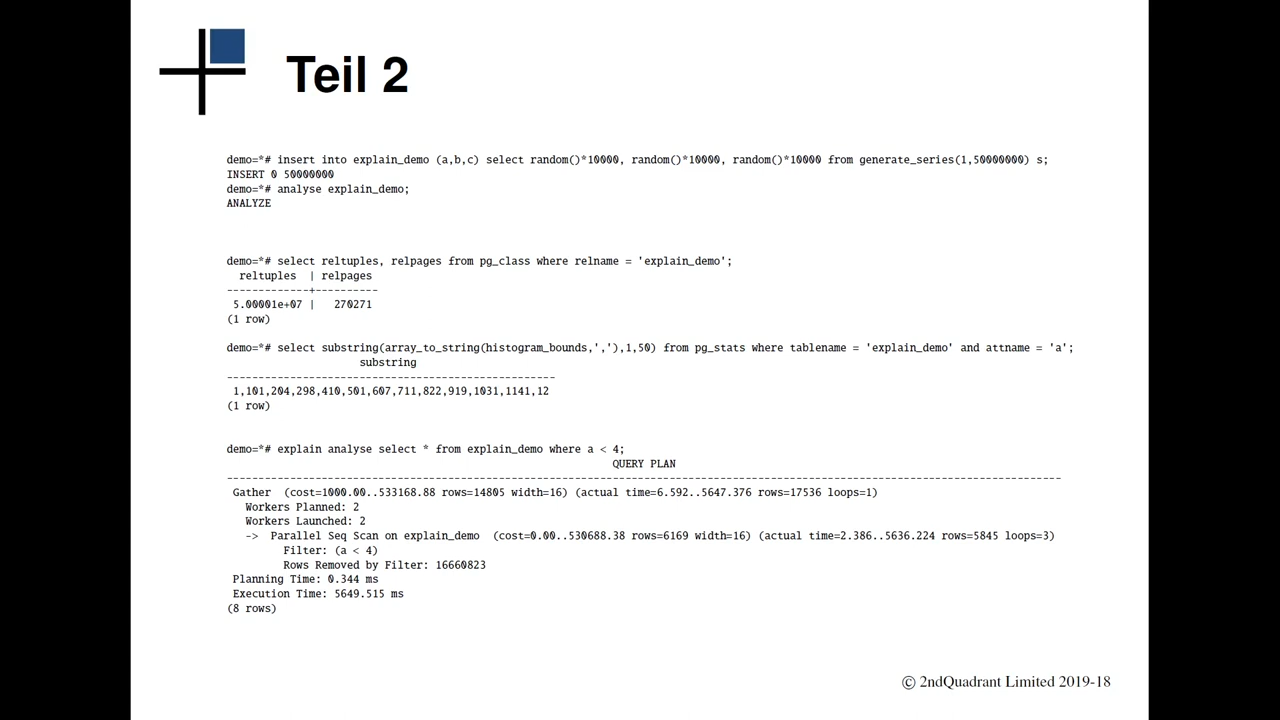 Teil 2
demo=*# insert into explain_demo (a,b,c) select random()*10000, random()*10000, random()*10000 from generate_series(1,50000000) s;
INSERT 0 50000000
demo=*# analyse explain_demo;
ANALYZE
demo=*# select reltuples, relpages from pg_class where relname = 'explain_demo';
  reltuples  | relpages
-------------+----------
 5.00001e+07 |   270271
(1 row)
demo=*# select substring(array_to_string(histogram_bounds,','),1,50) from pg_stats where tablename = 'explain_demo' and attname = 'a';
                     substring
----------------------------------------------------
 1,101,204,298,410,501,607,711,822,919,1031,1141,12
(1 row)
demo=*# explain analyse select * from explain_demo where a < 4;
                                                             QUERY PLAN
------------------------------------------------------------------------------------------------------------------------------------
 Gather  (cost=1000.00..533168.88 rows=14805 width=16) (actual time=6.592..5647.376 rows=17536 loops=1)
   Workers Planned: 2
   Workers Launched: 2
   ->  Parallel Seq Scan on explain_demo  (cost=0.00..530688.38 rows=6169 width=16) (actual time=2.386..5636.224 rows=5845 loops=3)
         Filter: (a < 4)
         Rows Removed by Filter: 16660823
 Planning Time: 0.344 ms
 Execution Time: 5649.515 ms
(8 rows)
© 2ndQuadrant Limited 2019-18